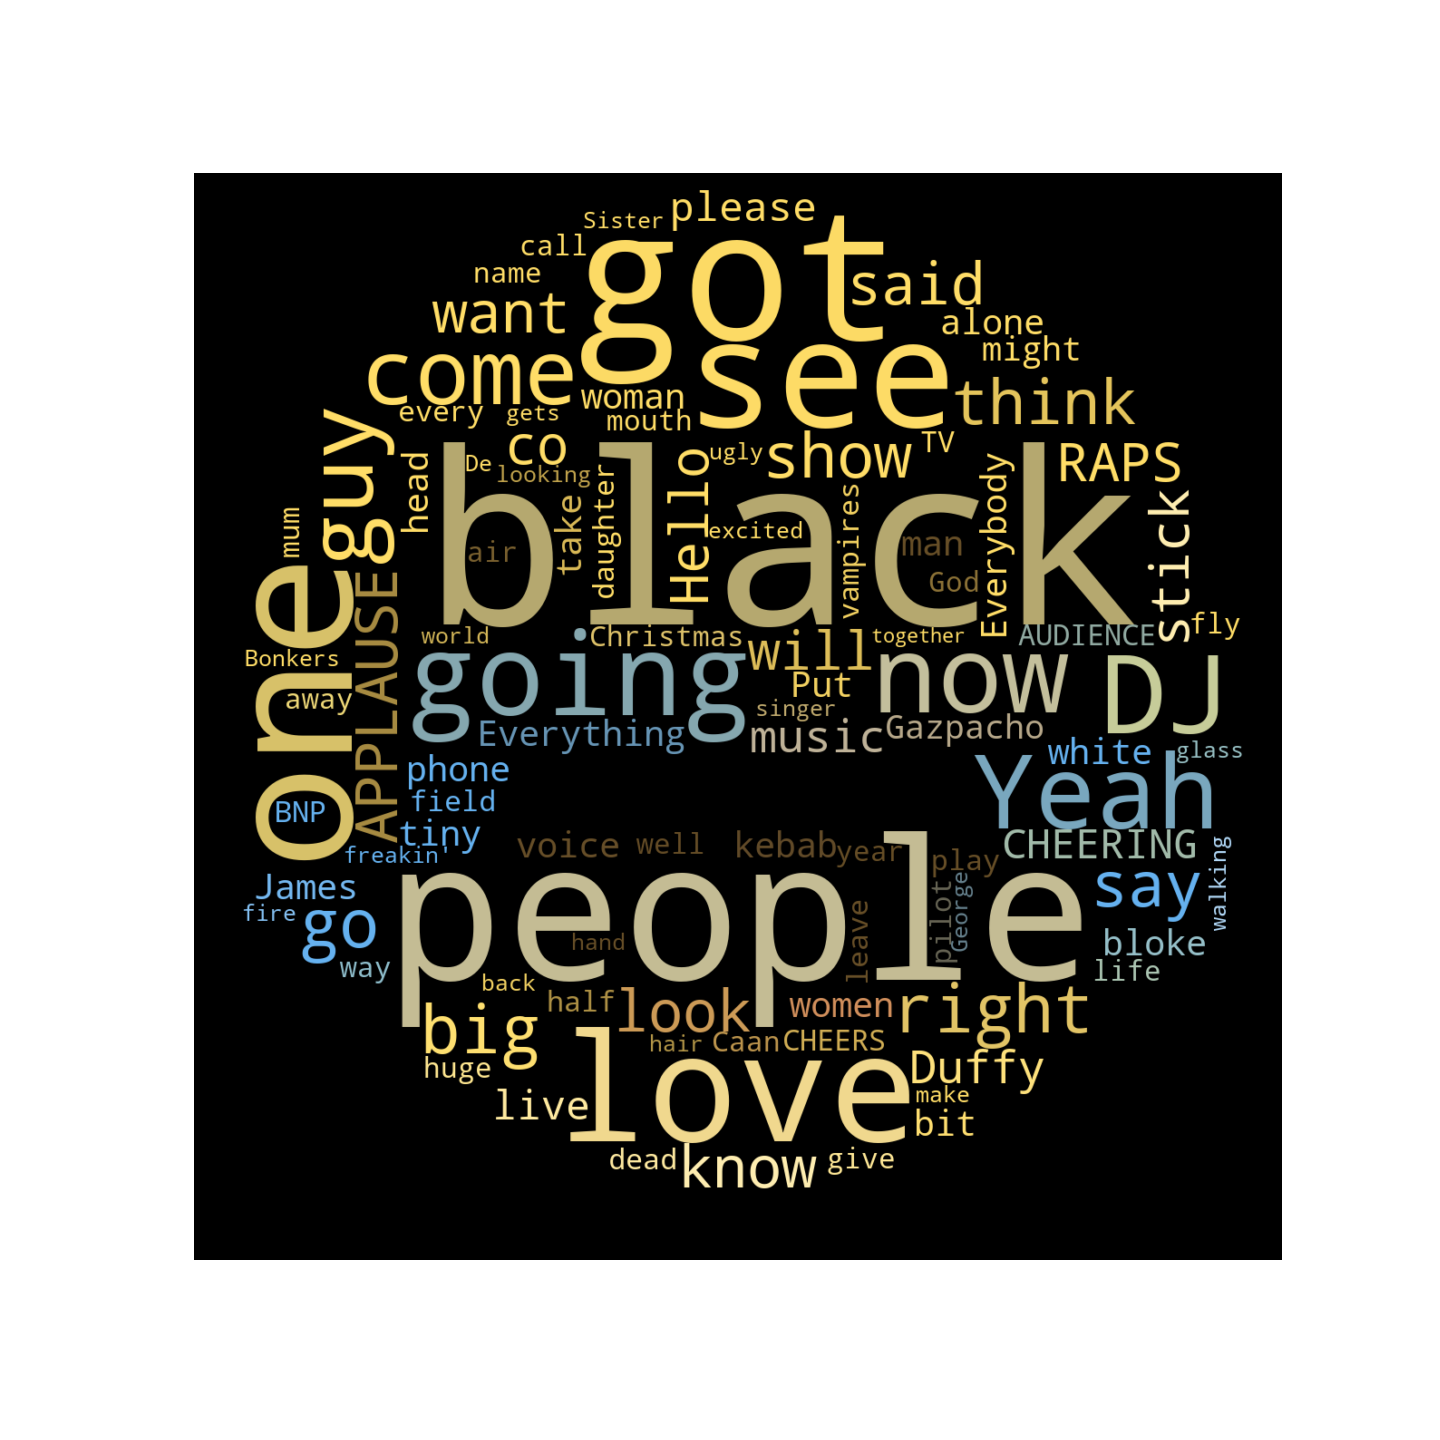 Sister please
call
name
got
said
want
alone
might
come
see
woman
think
every gets
mouth
guy
co
ugly show TV RAPS
head
De
looking
black
Hello
take
daughter
excited
vampires
man
God
Everybody
stick
mum
air
one
APPLAUSE
world
Christmas
will
together
AUDIENCE
fly
Bonkers
going
now
DJ
away
Put
singer
Everything
music
Gazpacho
white
glass
phone
Yeah
BNP
field
tiny
voice well kebab year play
CHEERING
freakin'
walking
James
people
say
fire
go
hand
leave
pilot
George
bloke
way
life
back
half look women right
big
hair Caan CHEERS
huge
love
Duffy
live
make
bit
dead know give